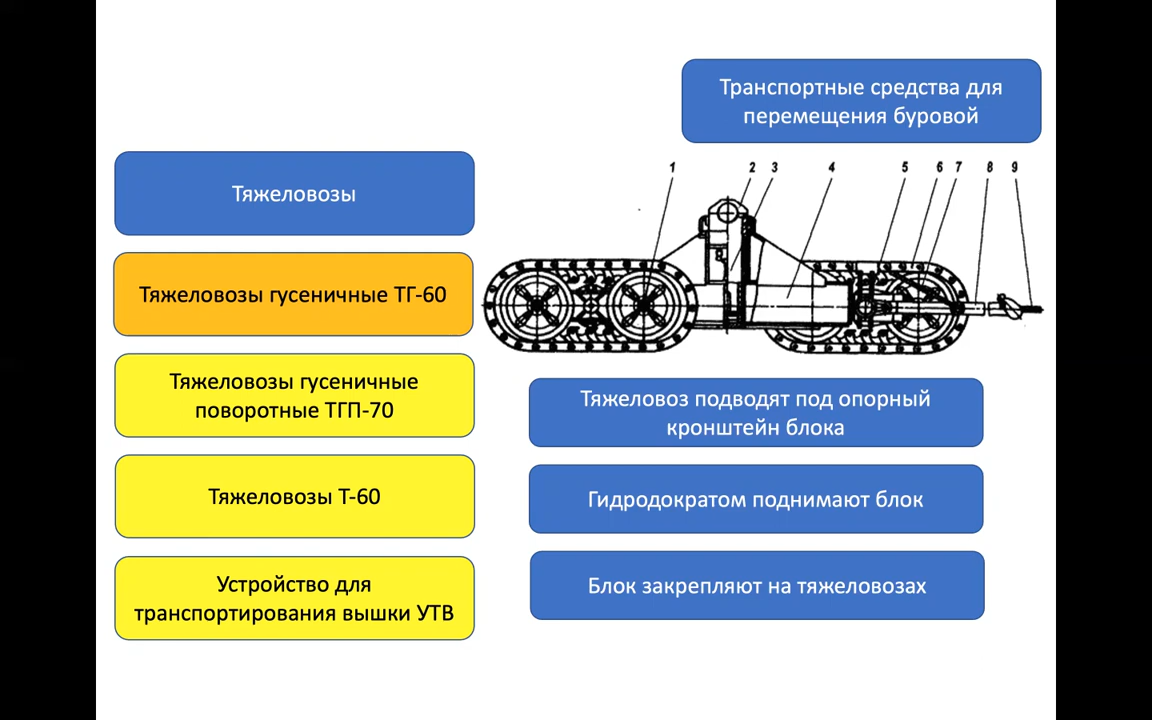 Транспортные средства для
перемещения буровой
Тяжеловозы
Тяжеловозы гусеничные ТГ-60
Тяжеловозы гусеничные
поворотные ТГП-70
Тяжеловозы Т-60
Устройство для
транспортирования вышки УТВ
1 2 3 4 5 6 7 8 9
Тяжеловоз подводят под опорный
кронштейн блока
Гидродократом поднимают блок
Блок закрепляют на тяжеловозах